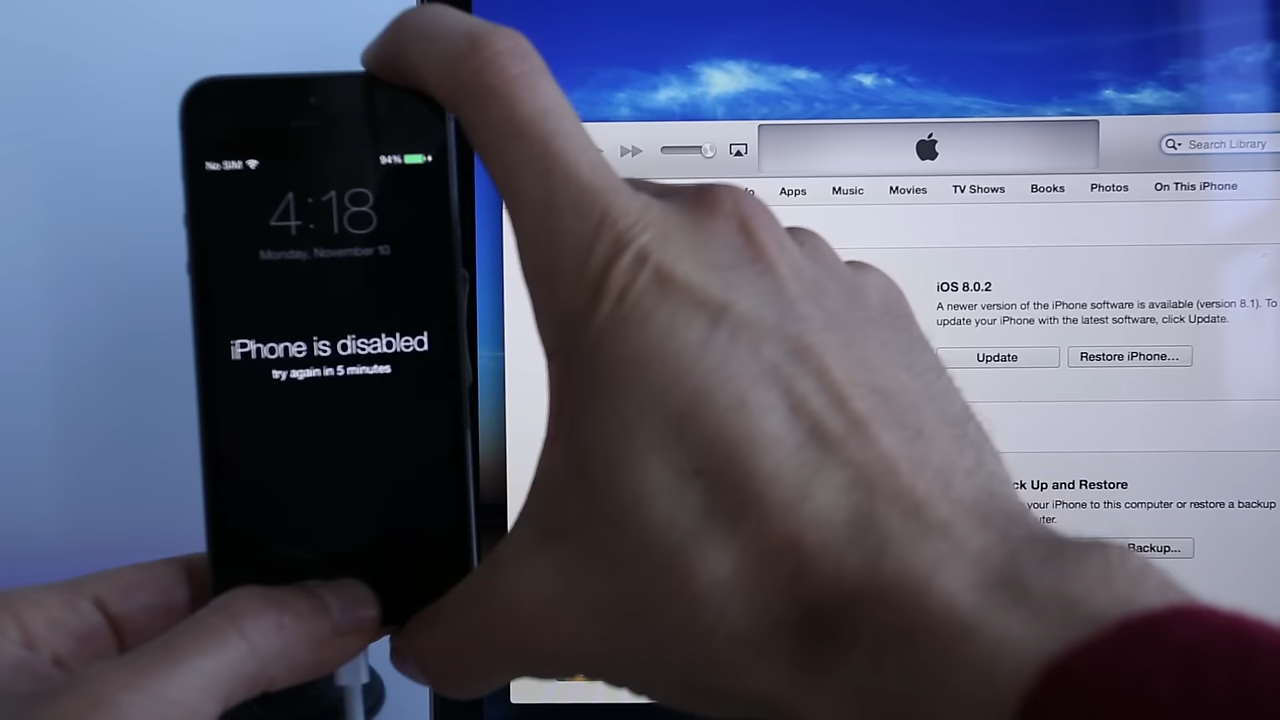 No SIM
94%
4:18
Monday, November 10
iPhone is disabled
try again in 5 minutes
Search Library
Apps
Music
Movies
TV Shows
Books
Photos
On This iPhone
iOS 8.0.2
A newer version of the iPhone software is available (version 8.1). To
update your iPhone with the latest software, click Update.
Update
Restore iPhone...
Up and Restore
your iPhone to this computer or restore a backup
Backup...